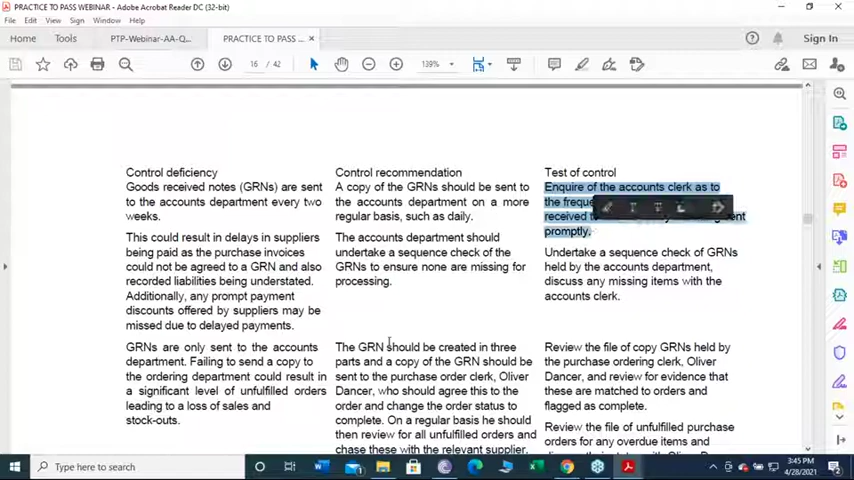 PRACTICE TO PASS WEBINAR - Adobe Acrobat Reader DC (32-bit)
File Edit View Sign Window Help
Home Tools PTP-Webinar-AA-Q... PRACTICE TO PASS ... × Sign In
16 / 42 139%
Control deficiency
Goods received notes (GRNs) are sent
to the accounts department every two
weeks.
This could result in delays in suppliers
being paid as the purchase invoices
could not be agreed to a GRN and also
recorded liabilities being understated.
Additionally, any prompt payment
discounts offered by suppliers may be
missed due to delayed payments.
GRNs are only sent to the accounts
department. Failing to send a copy to
the ordering department could result in
a significant level of unfulfilled orders
leading to a loss of sales and
stock-outs.
Control recommendation
A copy of the GRNs should be sent to
the accounts department on a more
regular basis, such as daily.
The accounts department should
undertake a sequence check of the
GRNs to ensure none are missing for
processing.
The GRN should be created in three
parts and a copy of the GRN should be
sent to the purchase order clerk, Oliver
Dancer, who should agree this to the
order and change the order status to
complete. On a regular basis he should
then review for all unfulfilled orders and
chase these with the relevant supplier.
Test of control
Enquire of the accounts clerk as to
the
received
promptly.
Undertake a sequence check of GRNs
held by the accounts department,
discuss any missing items with the
accounts clerk.
Review the file of copy GRNs held by
the purchase ordering clerk, Oliver
Dancer, and review for evidence that
these are matched to orders and
flagged as complete.
Review the file of unfulfilled purchase
orders for any overdue items and
Type here to search
3:45 PM
4/28/2021